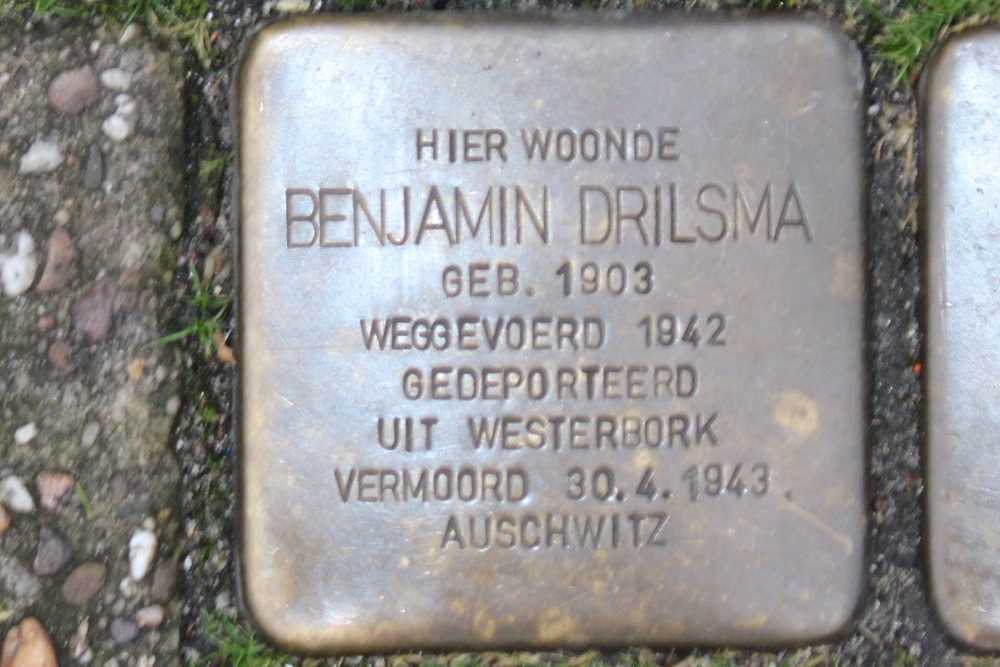 HIER WOONDE
BENJAMIN DRILSMA
GEB. 1903
WEGGEVOERD 1942
GEDEPORTEERD
UIT WESTERBORK
VERMOORD 30.4.1943.
AUSCHWITZ